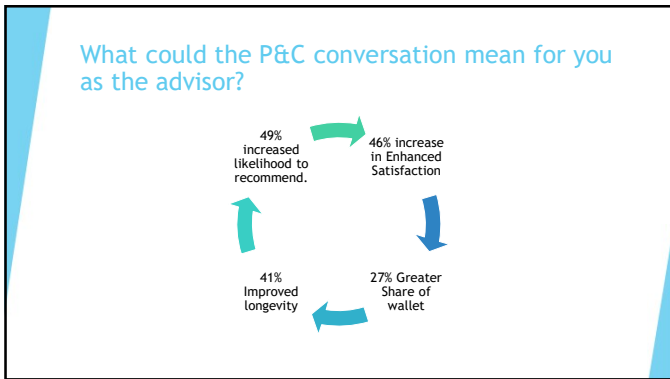 What could the P&C conversation mean for you
as the advisor?
49%
increased
likelihood to
recommend.
46% increase
in Enhanced
Satisfaction
41%
Improved
longevity
27% Greater
Share of
wallet